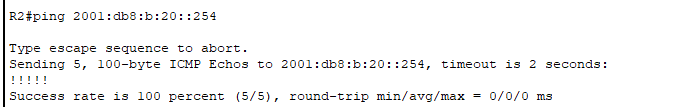 R2#ping 2001:db8:b:20::254
Type escape sequence to abort.
Sending 5, 100-byte ICMP Echos to 2001:db8:b:20::254, timeout is 2 seconds:
!!!!!
Success rate is 100 percent (5/5), round-trip min/avg/max = 0/0/0 ms